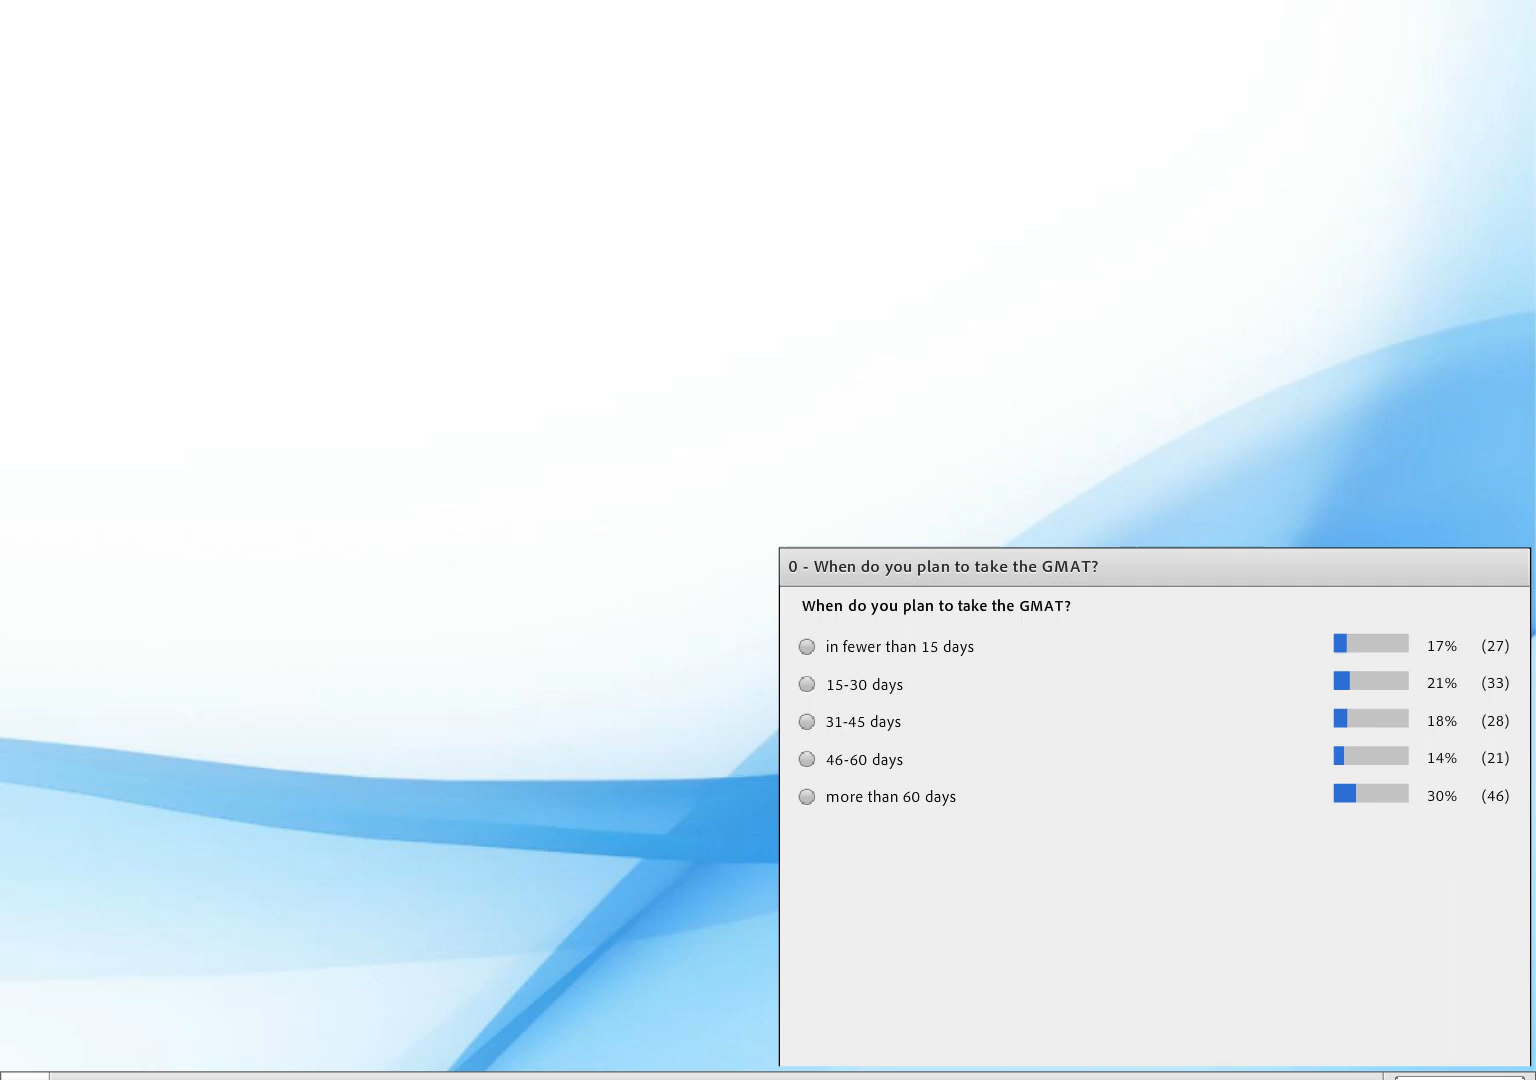 0 - When do you plan to take the GMAT?
When do you plan to take the GMAT?
in fewer than 15 days 17% (27)
15-30 days 21% (33)
31-45 days 18% (28)
46-60 days 14% (21)
more than 60 days 30% (46)